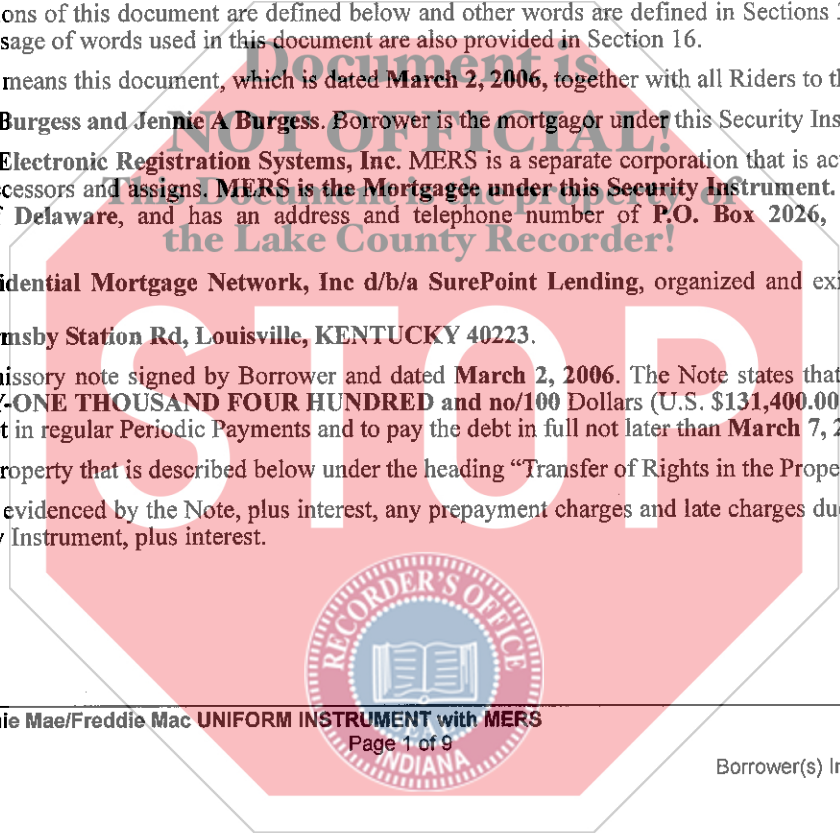 ons of this document are defined below and other words are defined in Sections
sage of words used in this document are also provided in Section 16.
Document is
means this document, which is dated March 2, 2006, together with all Riders to
NOT OFFICIAL!
Burgess and Jennie A Burgess. Borrower is the mortgagor under this Security Ins
Electronic Registration Systems, Inc. MERS is a separate corporation that is ac
cessors and assigns. MERS is the Mortgagee under this Security Instrument.
This Document is the property of
Delaware, and has an address and telephone number of P.O. Box 2026,
the Lake County Recorder!
idential Mortgage Network, Inc d/b/a SurePoint Lending, organized and exi
rmsby Station Rd, Louisville, KENTUCKY 40223.
STOP
issory note signed by Borrower and dated March 2, 2006. The Note states that
Y-ONE THOUSAND FOUR HUNDRED and no/100 Dollars (U.S. $131,400.00
t in regular Periodic Payments and to pay the debt in full not later than March 7, 2
roperty that is described below under the heading “Transfer of Rights in the Prope
evidenced by the Note, plus interest, any prepayment charges and late charges du
Instrument, plus interest.
RECORDER'S OFFICE
INDIANA
ie Mae/Freddie Mac UNIFORM INSTRUMENT with MERS
Page 1 of 9
Borrower(s) In